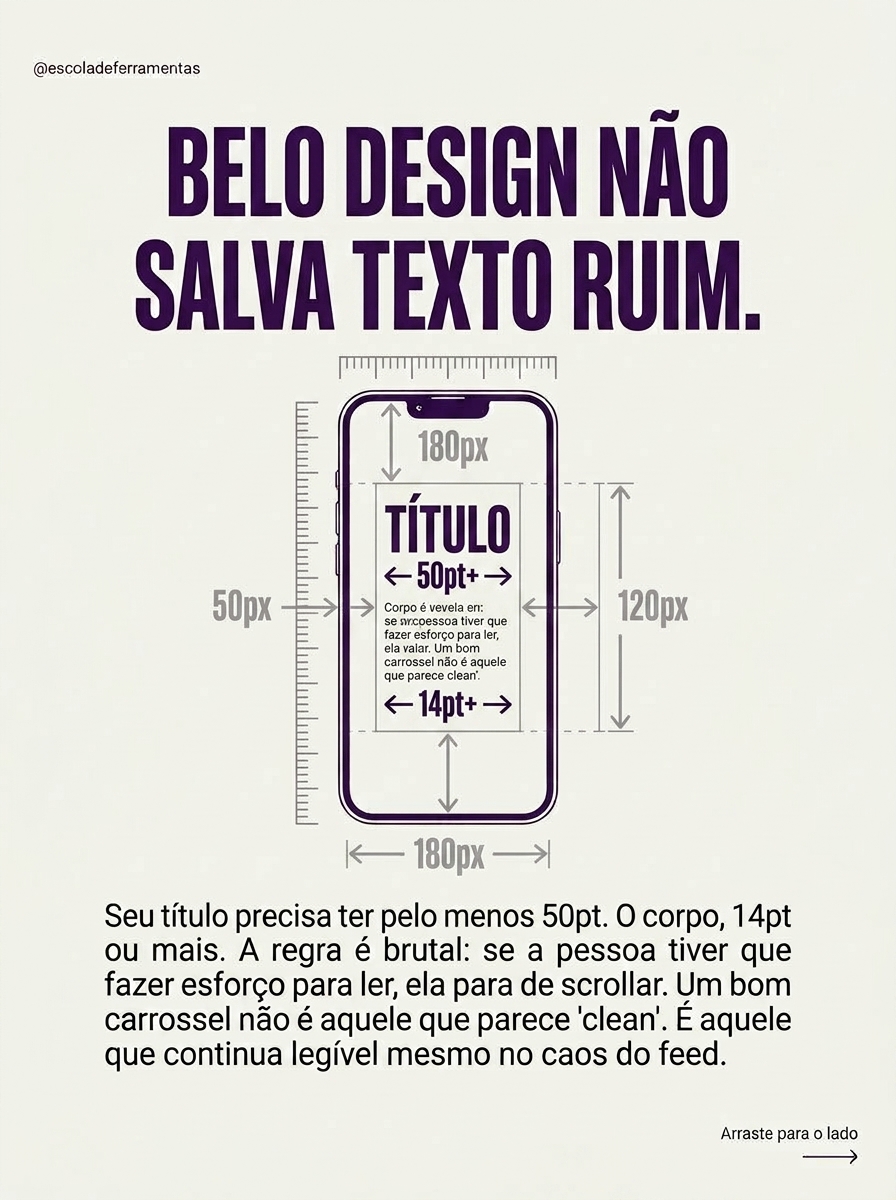 @escoladeferramentas
BELO DESIGN NÃO
SALVA TEXTO RUIM.
180px
TÍTULO
50pt+
50px
120px
Corpo é vevela en:
se pessoa tiver que
fazer esforço para ler,
ela valar. Um bom
carrossel não é aquele
que parece clean'.
14pt+
180px
Seu título precisa ter pelo menos 50pt. O corpo, 14pt
ou mais. A regra é brutal: se a pessoa tiver que
fazer esforço para ler, ela para de scrollar. Um bom
carrossel não é aquele que parece 'clean'. É aquele
que continua legível mesmo no caos do feed.
Arraste para o lado